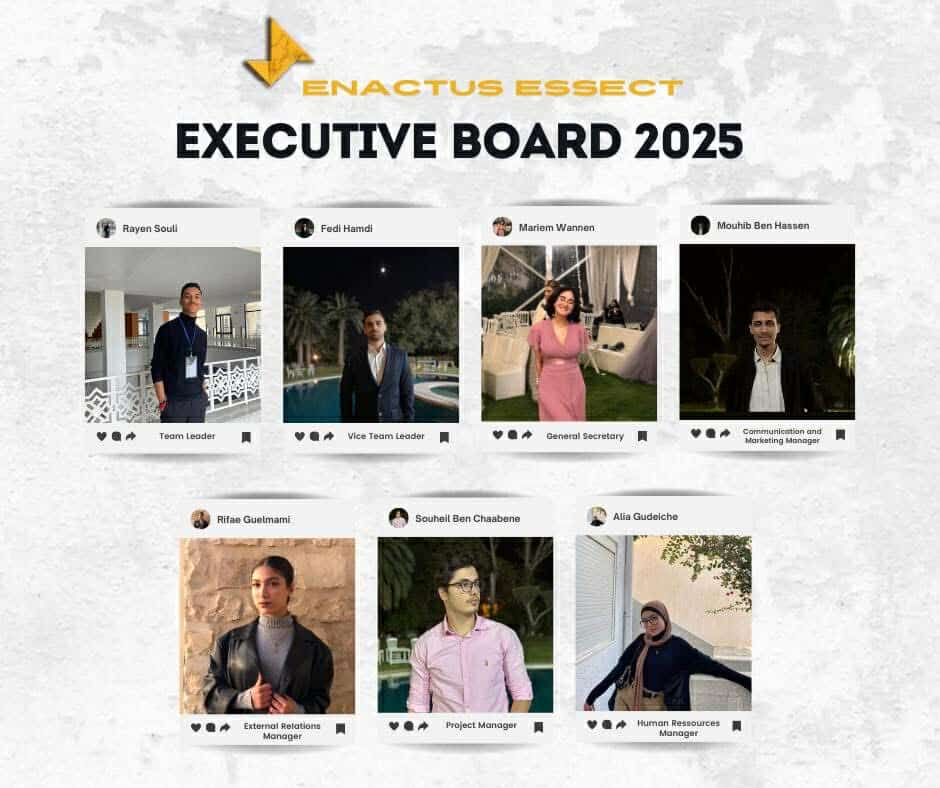 ENACTUS ESSECT
EXECUTIVE BOARD 2025
Rayen Souli
Team Leader
Fedi Hamdi
Vice Team Leader
Mariem Wannen
General Secretary
Mouhib Ben Hassen
Communication and
Marketing Manager
Rifae Guelmami
External Relations
Manager
Souheil Ben Chaabene
Project Manager
Alia Gudeiche
Human Ressources
Manager